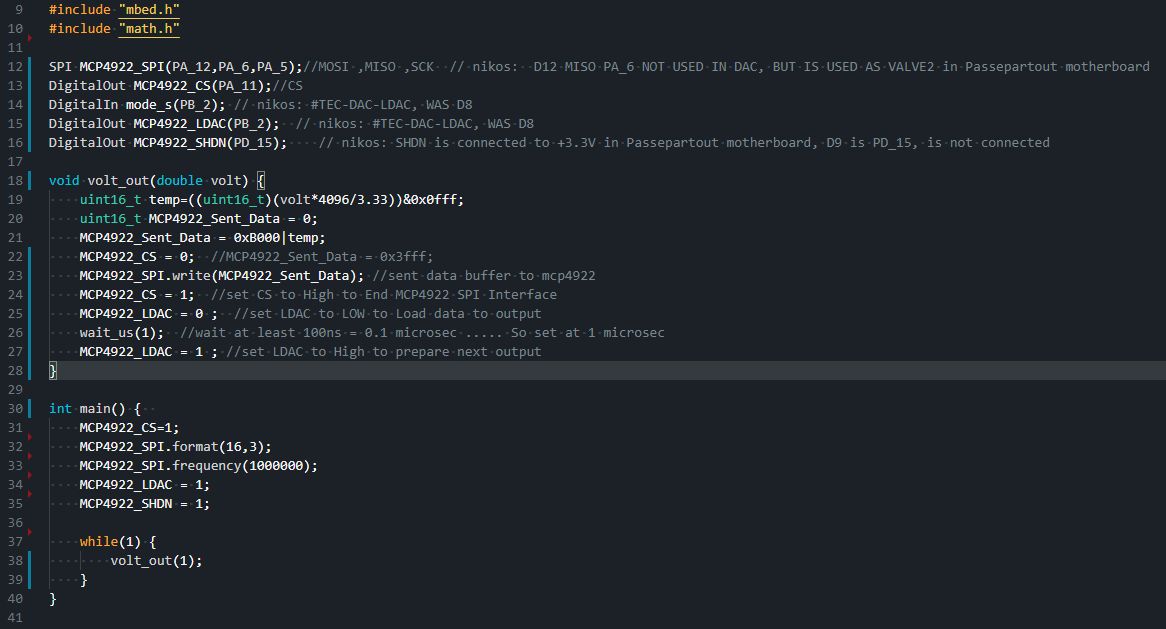 9 #include "mbed.h"
10 #include "math.h"
11
12 SPI MCP4922_SPI(PA_12,PA_6,PA_5);//MOSI ,MISO ,SCK  // nikos:  D12 MISO PA_6 NOT USED IN DAC, BUT IS USED AS VALVE2 in Passepartout motherboard
13 DigitalOut MCP4922_CS(PA_11);//CS
14 DigitalIn mode_s(PB_2); // nikos: #TEC-DAC-LDAC, WAS D8
15 DigitalOut MCP4922_LDAC(PB_2);  // nikos: #TEC-DAC-LDAC, WAS D8
16 DigitalOut MCP4922_SHDN(PD_15);    // nikos: SHDN is connected to +3.3V in Passepartout motherboard, D9 is PD_15, is not connected
17
18 void volt_out(double volt) {
19     uint16_t temp=((uint16_t)(volt*4096/3.33))&0x0fff;
20     uint16_t MCP4922_Sent_Data = 0;
21     MCP4922_Sent_Data = 0xB000|temp;
22     MCP4922_CS = 0;  //MCP4922_Sent_Data = 0x3fff;
23     MCP4922_SPI.write(MCP4922_Sent_Data); //sent data buffer to mcp4922
24     MCP4922_CS = 1;  //set CS to High to End MCP4922 SPI Interface
25     MCP4922_LDAC = 0 ;  //set LDAC to LOW to Load data to output
26     wait_us(1);  //wait at least 100ns = 0.1 microsec ..... So set at 1 microsec
27     MCP4922_LDAC = 1 ; //set LDAC to High to prepare next output
28 }
29
30 int main() {
31     MCP4922_CS=1;
32     MCP4922_SPI.format(16,3);
33     MCP4922_SPI.frequency(1000000);
34     MCP4922_LDAC = 1;
35     MCP4922_SHDN = 1;
36
37     while(1) {
38         volt_out(1);
39     }
40 }
41